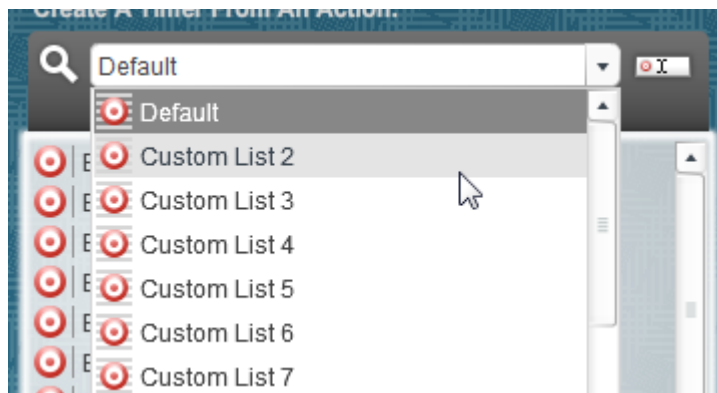 Create A Timer From An Action:
Default
Default
Custom List 2
Custom List 3
Custom List 4
Custom List 5
Custom List 6
Custom List 7